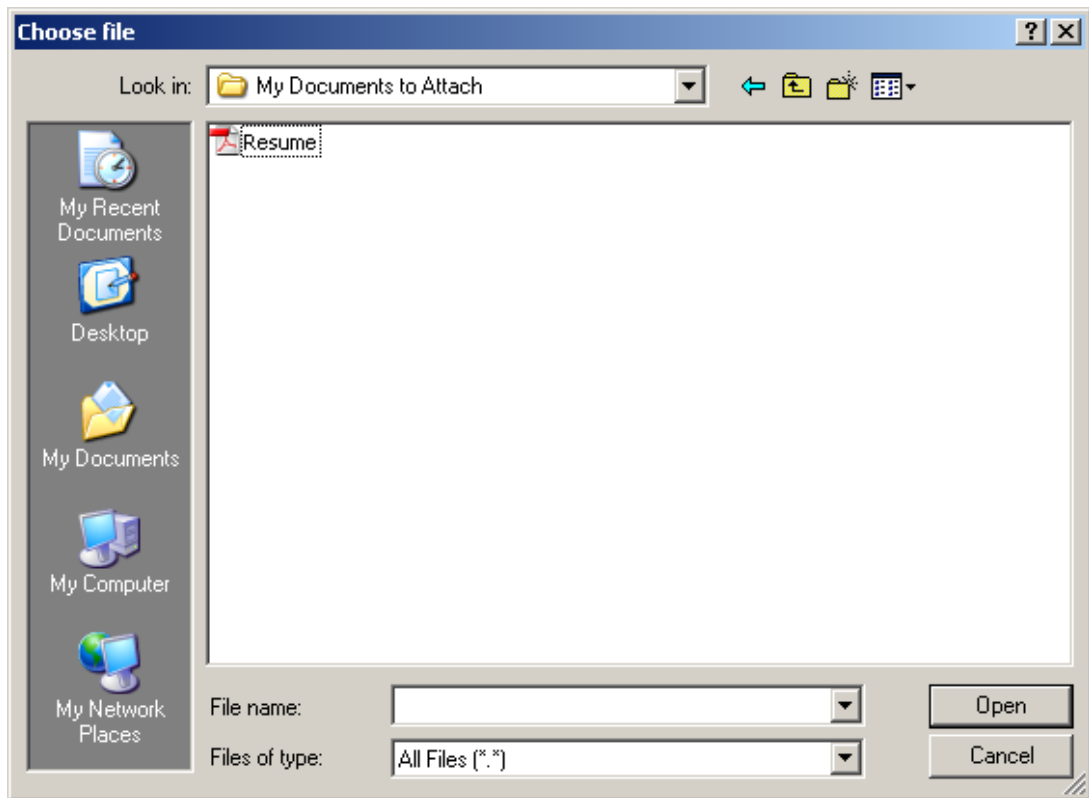 Choose file
Look in: My Documents to Attach
Resume
My Recent
Documents
Desktop
My Documents
My Computer
My Network
Places
File name:
Open
Files of type: All Files (*.*)
Cancel